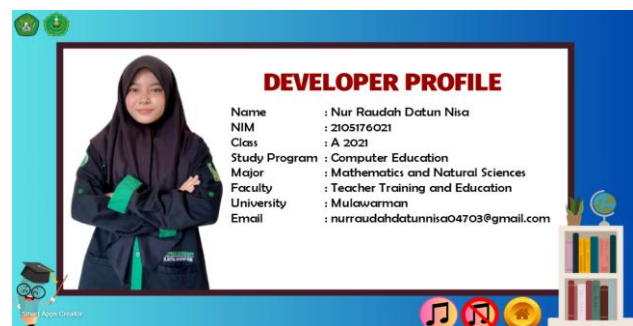 DEVELOPER PROFILE
Name : Nur Raudah Datun Nisa
NIM : 2105176021
Class : A 2021
Study Program : Computer Education
Major : Mathematics and Natural Sciences
Faculty : Teacher Training and Education
University : Mulawarman
Email : nurraudahdatunnisa04703@gmail.com
Smart Apps Creator